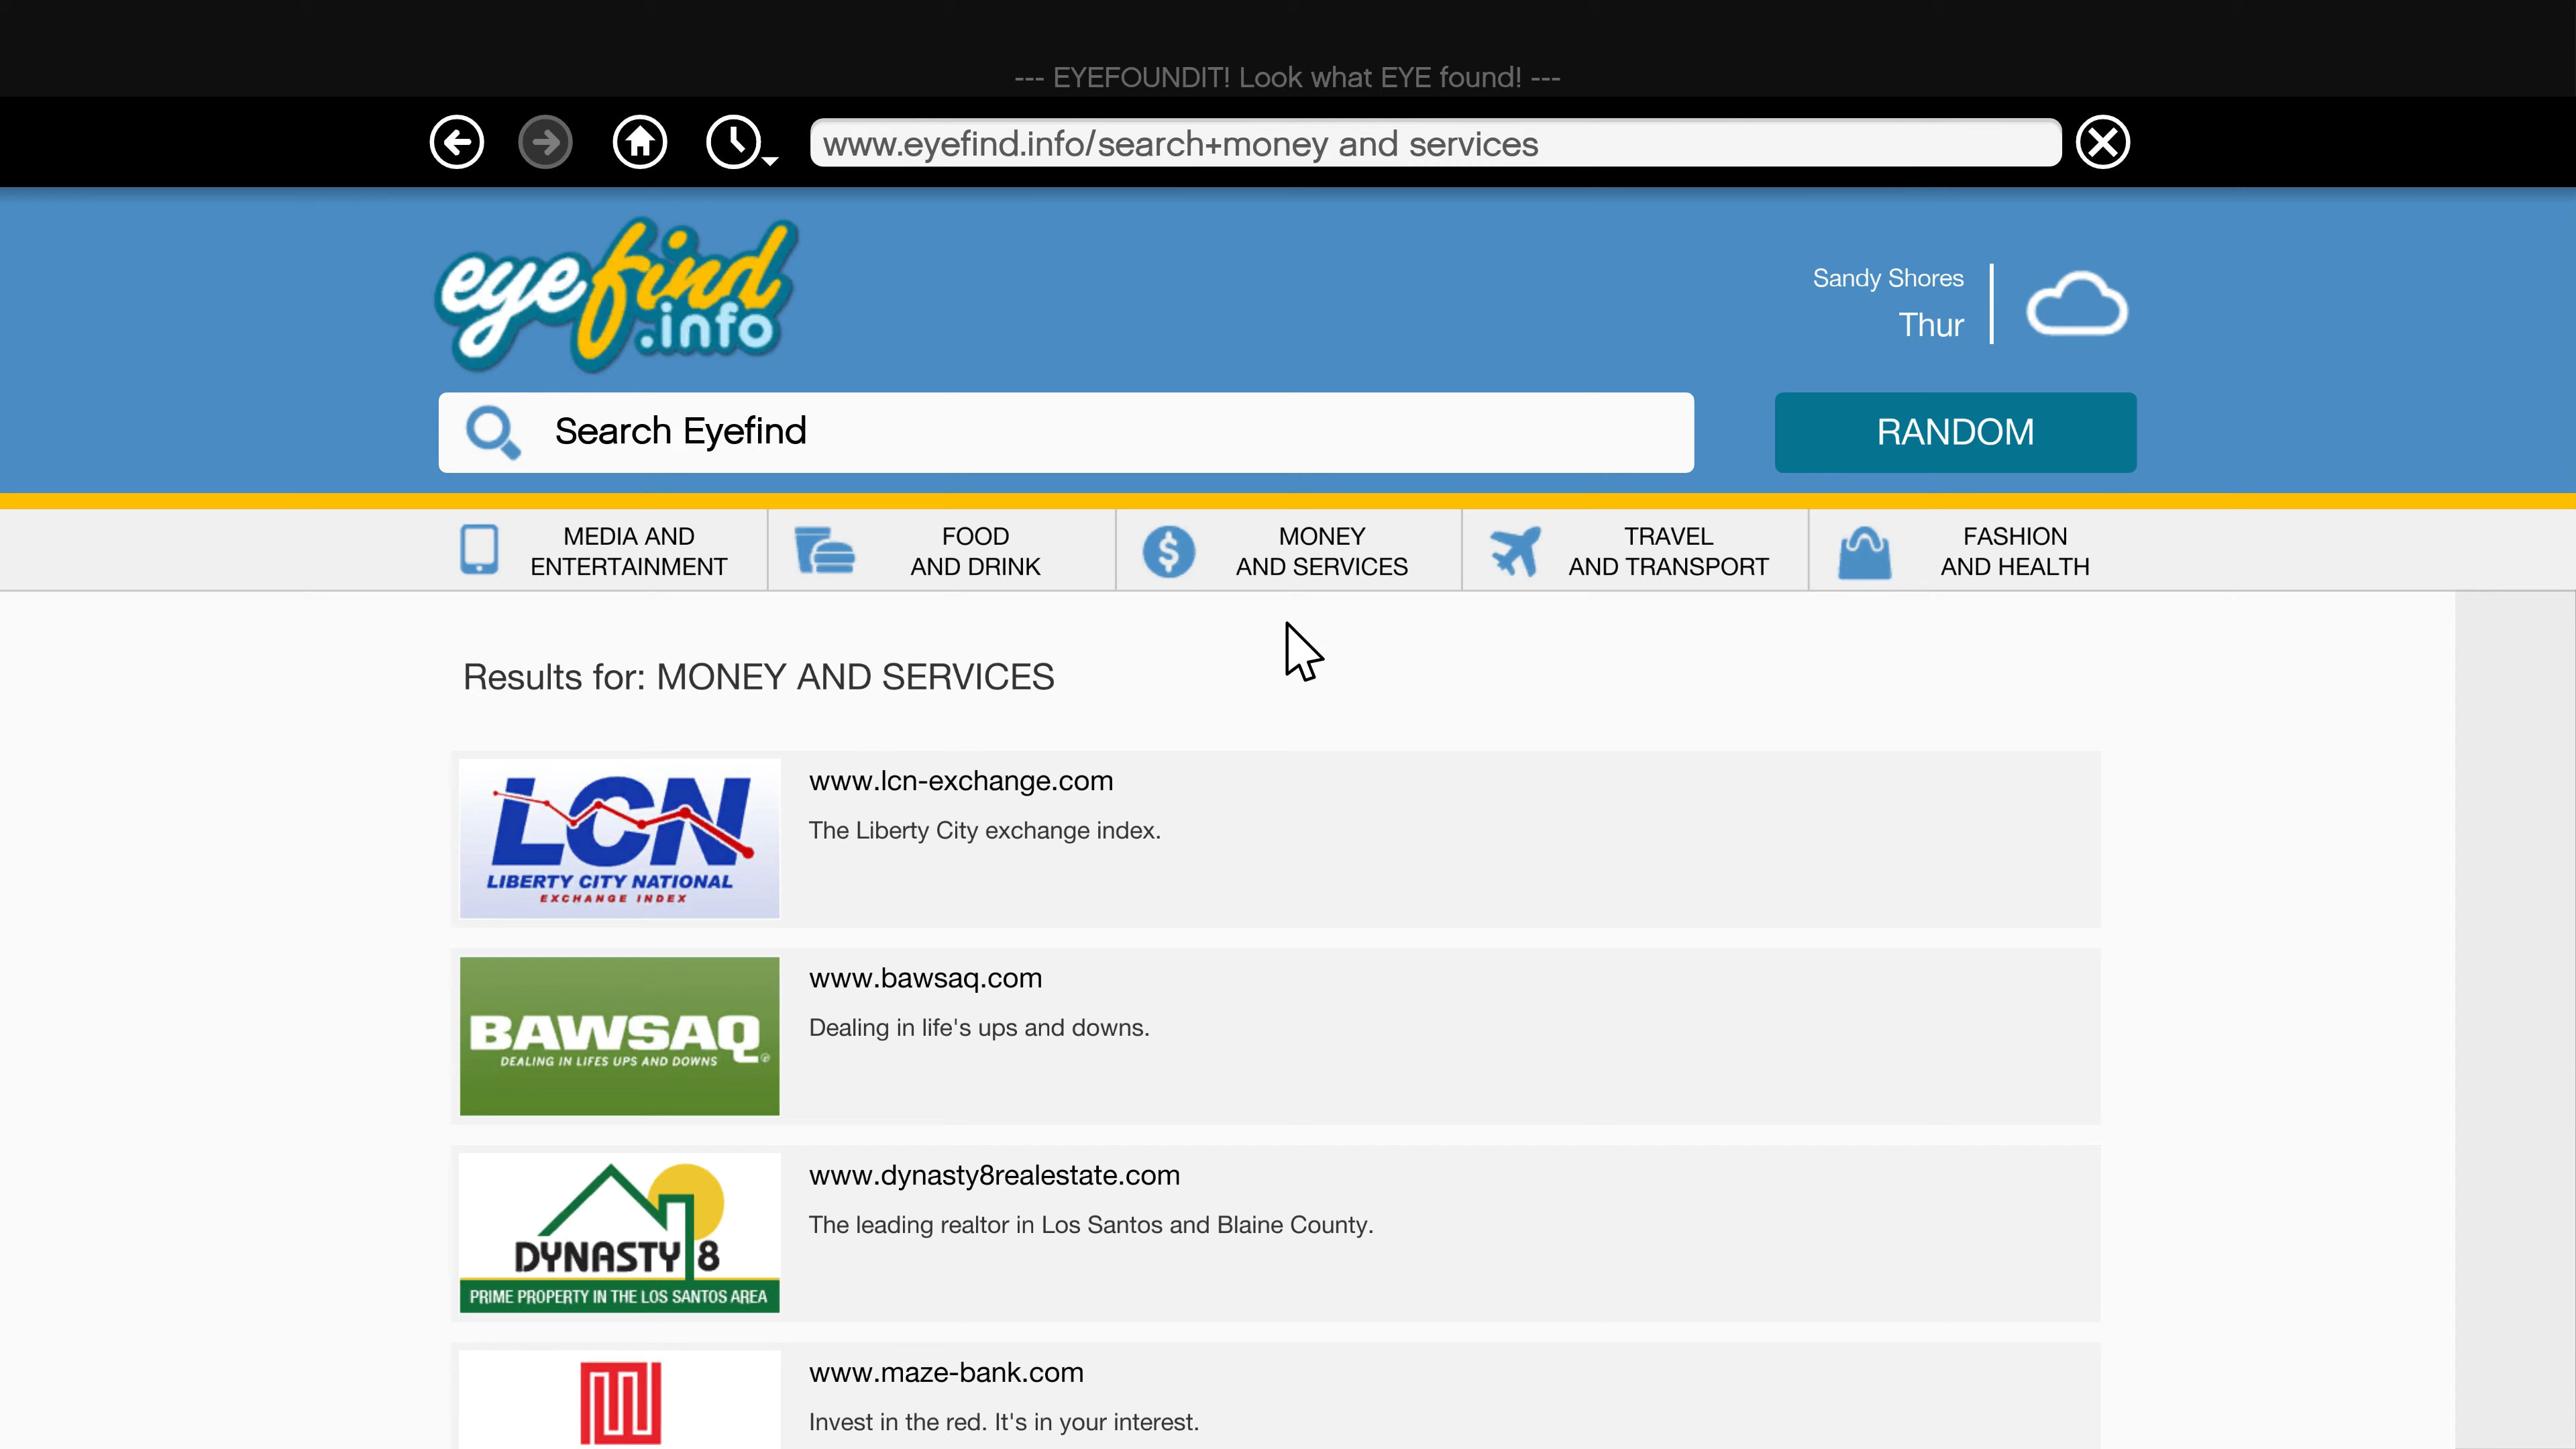 --- EYEFOUNDIT! Look what EYE found! ---
www.eyefind.info/search+money and services
eyefind
.info
Sandy Shores
Thur
Search Eyefind
RANDOM
MEDIA AND
ENTERTAINMENT
FOOD
AND DRINK
MONEY
AND SERVICES
TRAVEL
AND TRANSPORT
FASHION
AND HEALTH
Results for: MONEY AND SERVICES
LCN
LIBERTY CITY NATIONAL
EXCHANGE INDEX
www.lcn-exchange.com
The Liberty City exchange index.
BAWSAQ
DEALING IN LIFES UPS AND DOWNS
www.bawsaq.com
Dealing in life's ups and downs.
DYNASTY 8
PRIME PROPERTY IN THE LOS SANTOS AREA
www.dynasty8realestate.com
The leading realtor in Los Santos and Blaine County.
www.maze-bank.com
Invest in the red. It's in your interest.